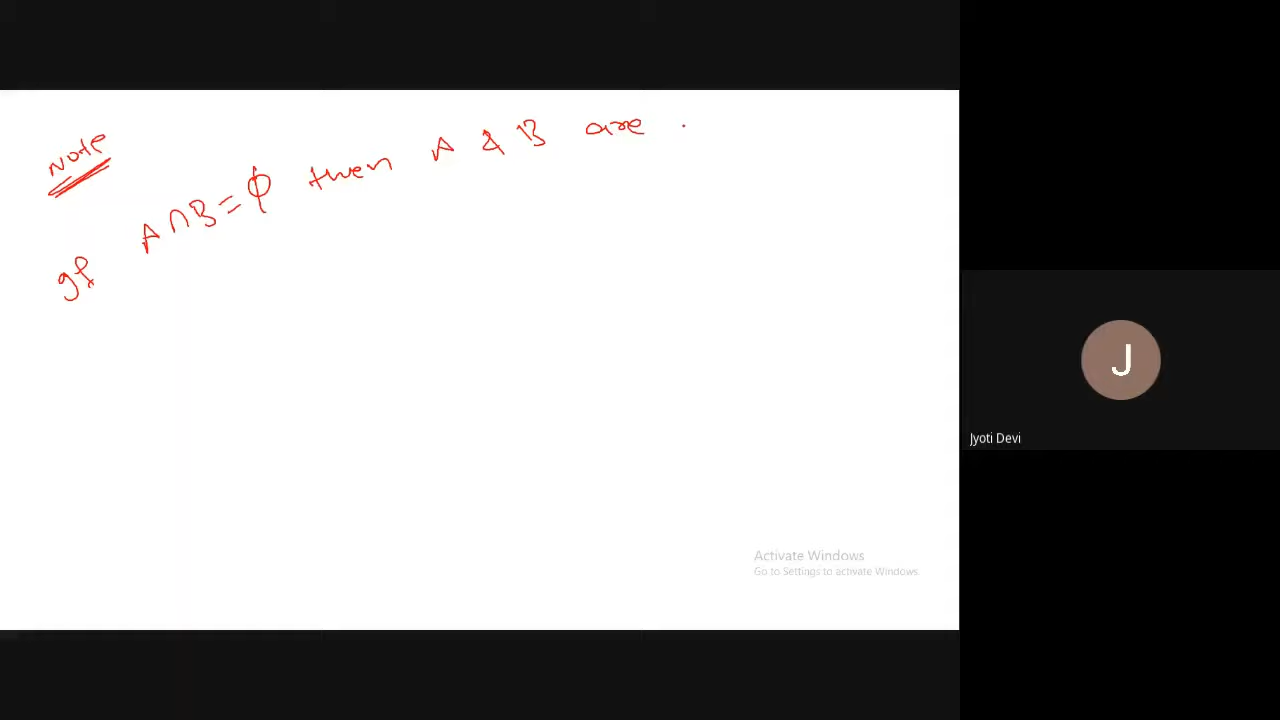 Note
If A∩B=ϕ then A & B are .
J
Jyoti Devi
Activate Windows
Go to Settings to activate Windows.